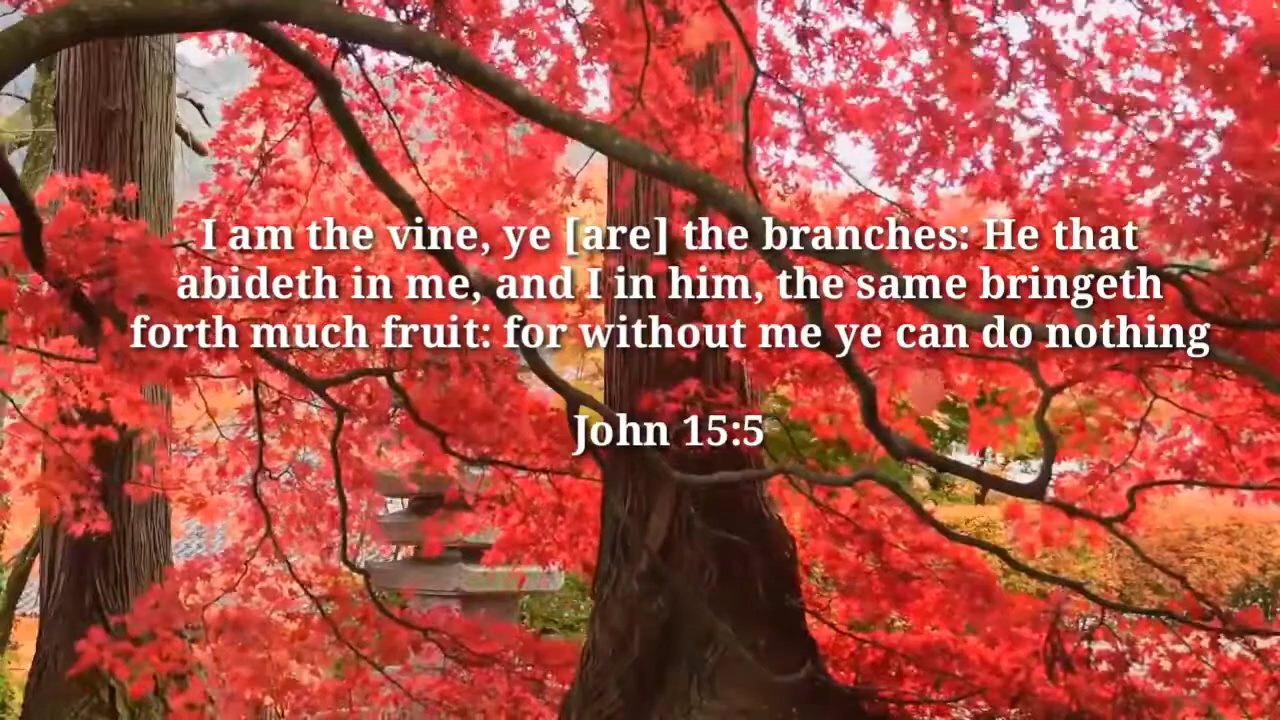 I am the vine, ye [are] the branches: He that
abideth in me, and I in him, the same bringeth
forth much fruit: for without me ye can do nothing
John 15:5